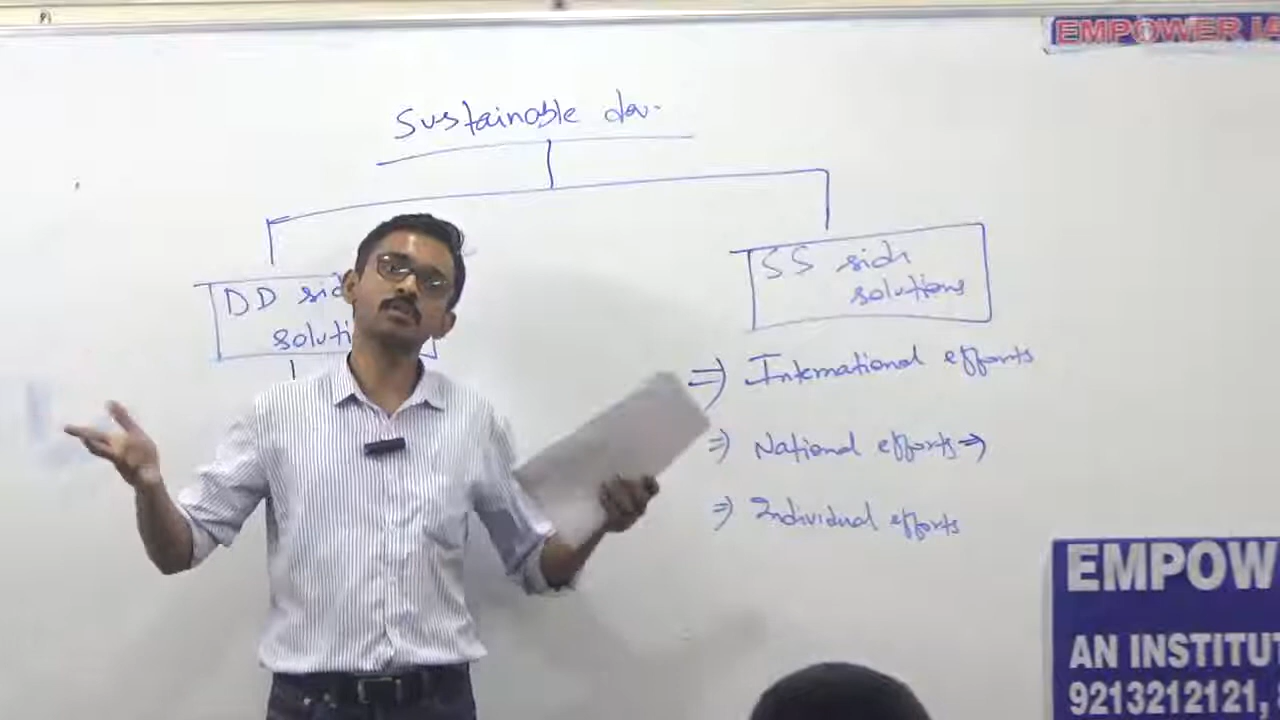 EMPOWER IA
Sustainable dev.
DD sid
soluti
SS side
solutions
⇒ International efforts
⇒ National efforts →
⇒ Individual efforts
EMPOW
AN INSTITUT
9213212121,